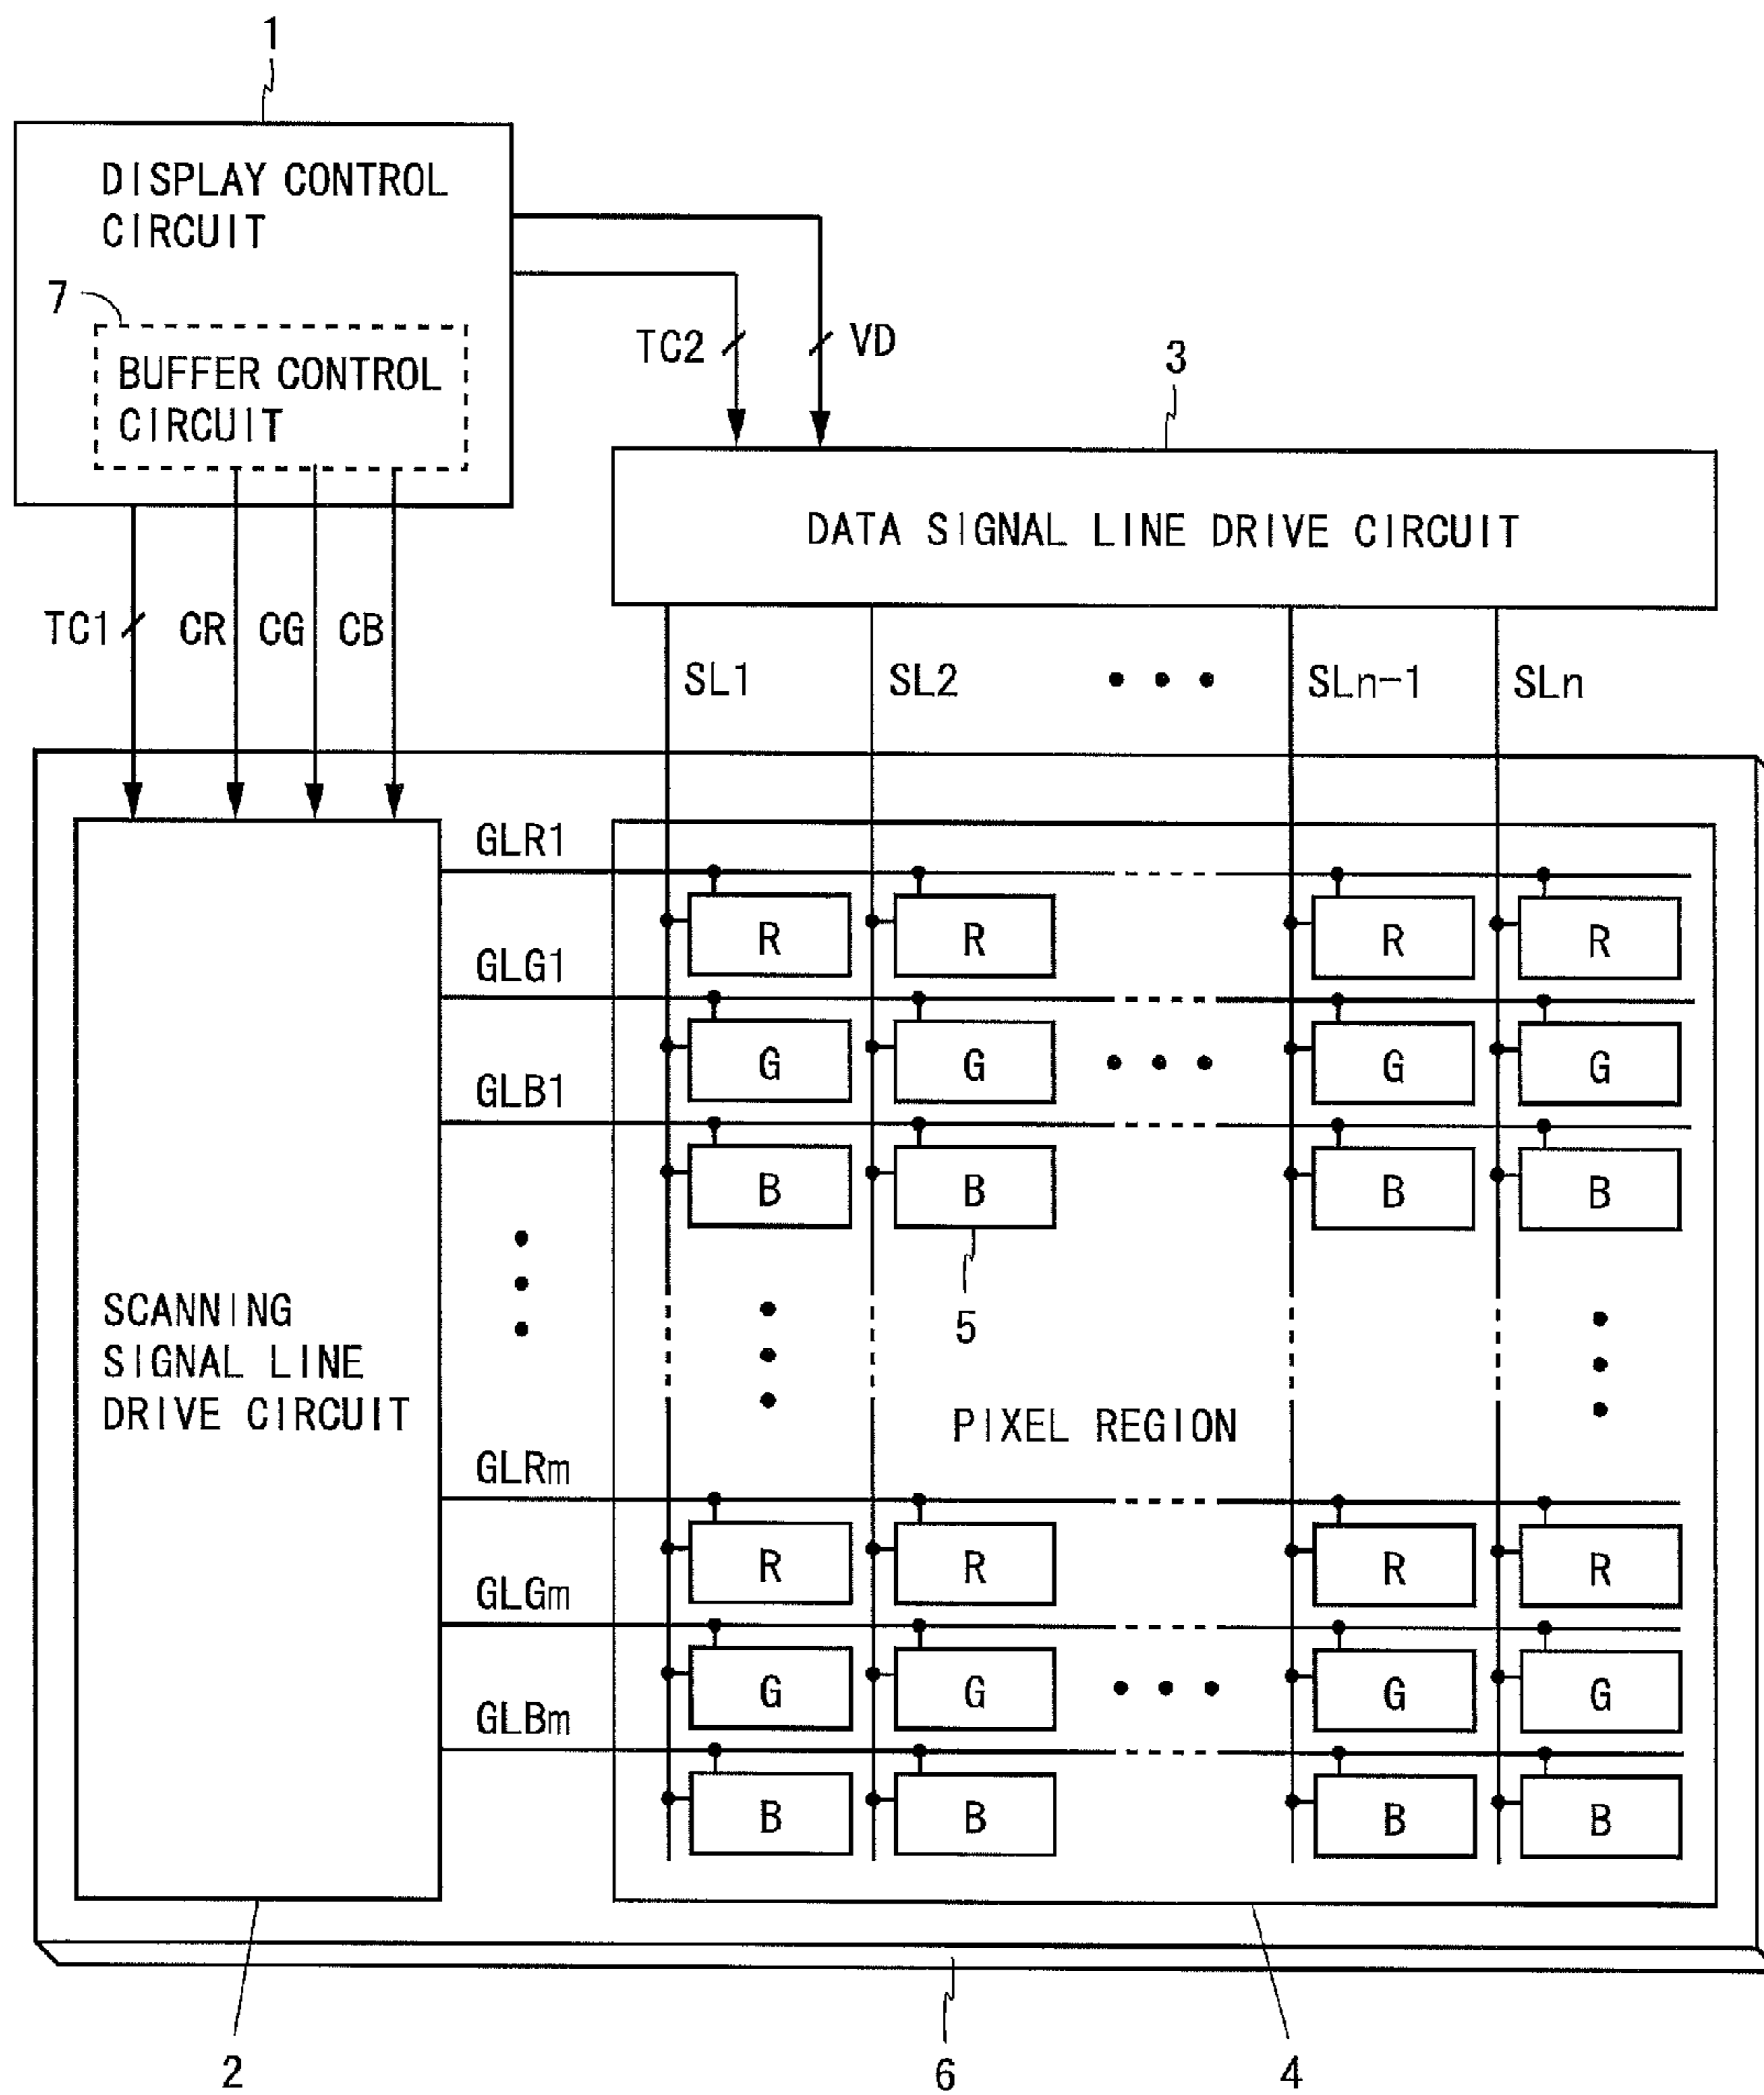 1
DISPLAY CONTROL
CIRCUIT
7
BUFFER CONTROL
CIRCUIT
TC2
VD
3
DATA SIGNAL LINE DRIVE CIRCUIT
TC1
CR
CG
CB
SL1
SL2
• • •
SLn-1
SLn
GLR1
R
R
R
R
GLG1
G
G
• • •
G
G
GLB1
B
B
B
B
5
SCANNING
SIGNAL LINE
DRIVE CIRCUIT
PIXEL REGION
GLRm
R
R
R
R
GLGm
G
G
• • •
G
G
GLBm
B
B
B
B
2
6
4